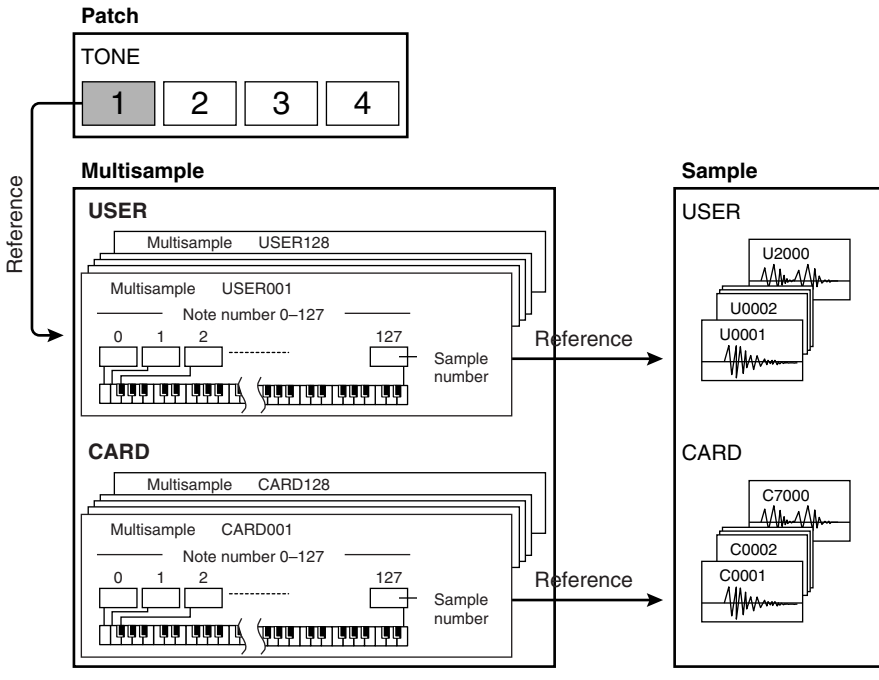 Patch
TONE
1 2 3 4
Reference
Multisample
USER
Multisample USER128
Multisample USER001
Note number 0–127
0 1 2 127
Sample
number
Reference
CARD
Multisample CARD128
Multisample CARD001
Note number 0–127
0 1 2 127
Sample
number
Reference
Sample
USER
U2000
U0002
U0001
CARD
C7000
C0002
C0001